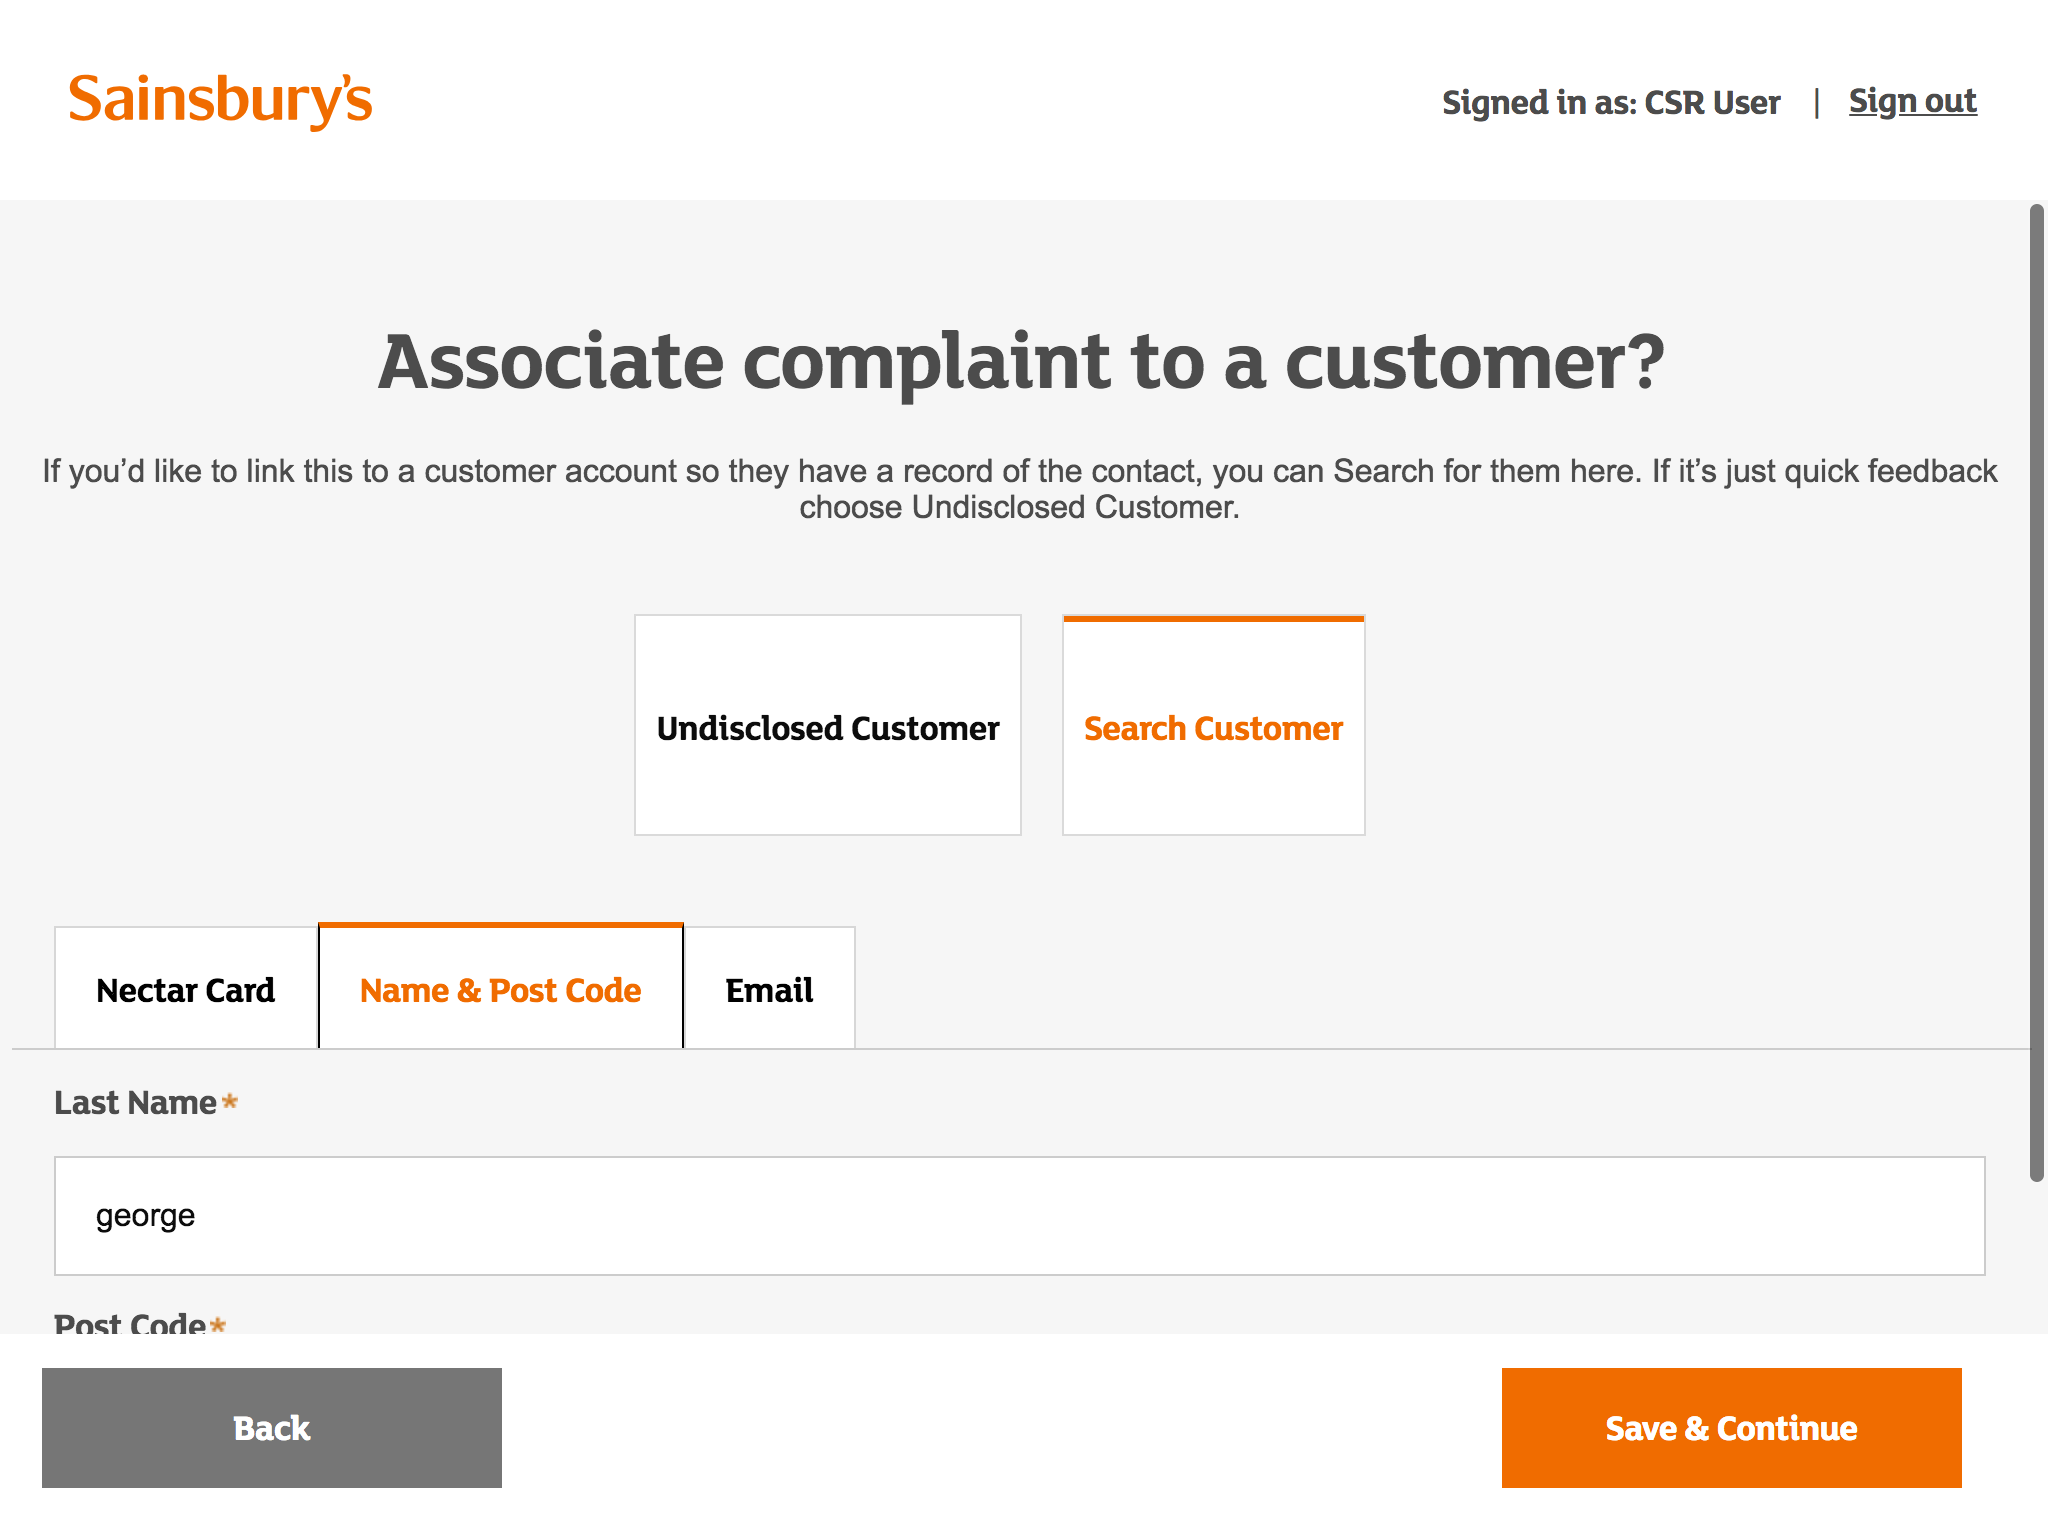 Sainsbury's
Signed in as: CSR User | Sign out
Associate complaint to a customer?
If you’d like to link this to a customer account so they have a record of the contact, you can Search for them here. If it’s just quick feedback
choose Undisclosed Customer.
Undisclosed Customer
Search Customer
Nectar Card
Name & Post Code
Email
Last Name*
george
Post Code*
Back
Save & Continue